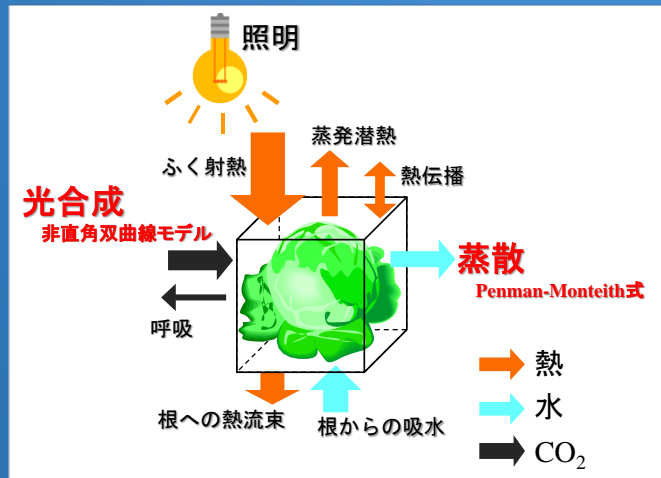 照明
蒸発潜熱
ふく射熱
熱伝播
光合成
非直角双曲線モデル
蒸散
Penman-Monteith式
呼吸
根への熱流束
根からの吸水
熱
水
CO₂